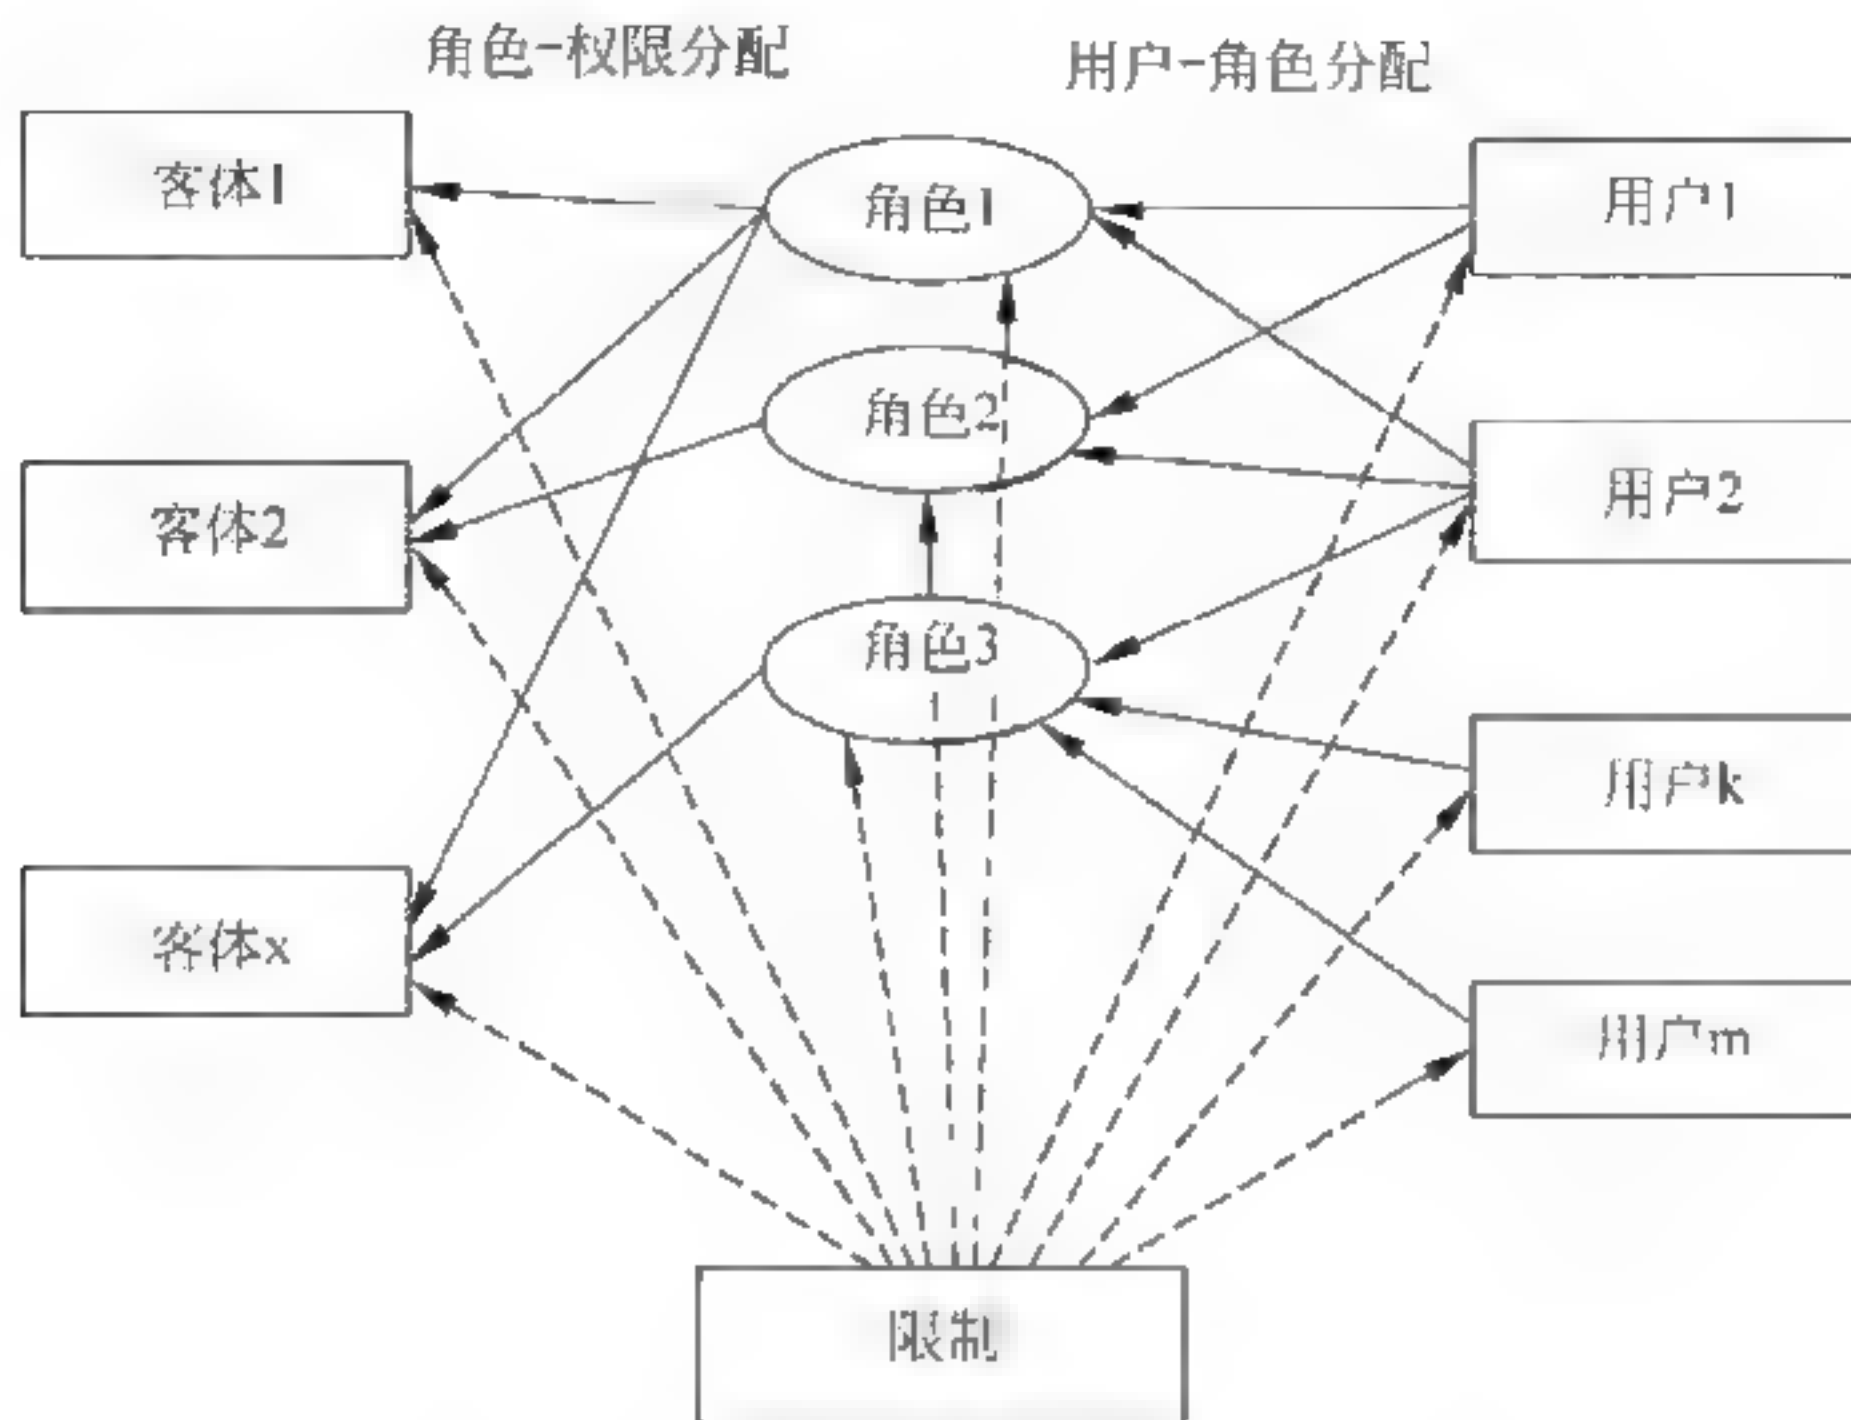 角色-权限分配
用户-角色分配
客体1
角色1
用户1
角色2
客体2
用户2
角色3
用户k
客体x
用户m
限制